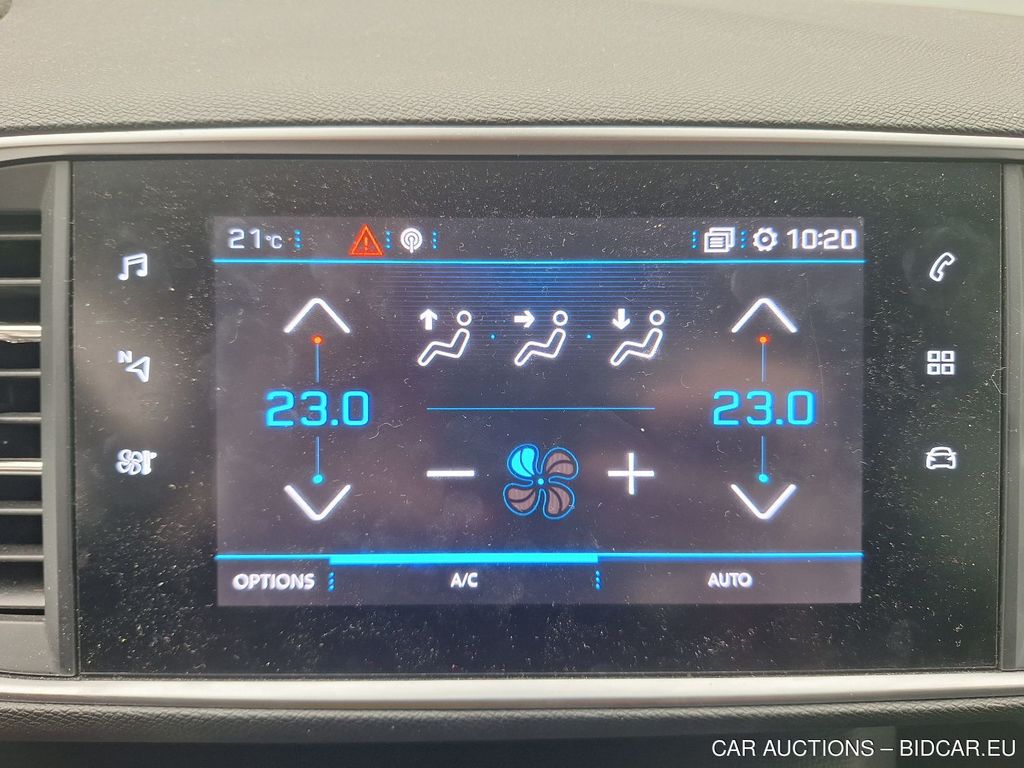 21°C 10:20
N
23.0 23.0
OPTIONS A/C AUTO
CAR AUCTIONS – BIDCAR.EU